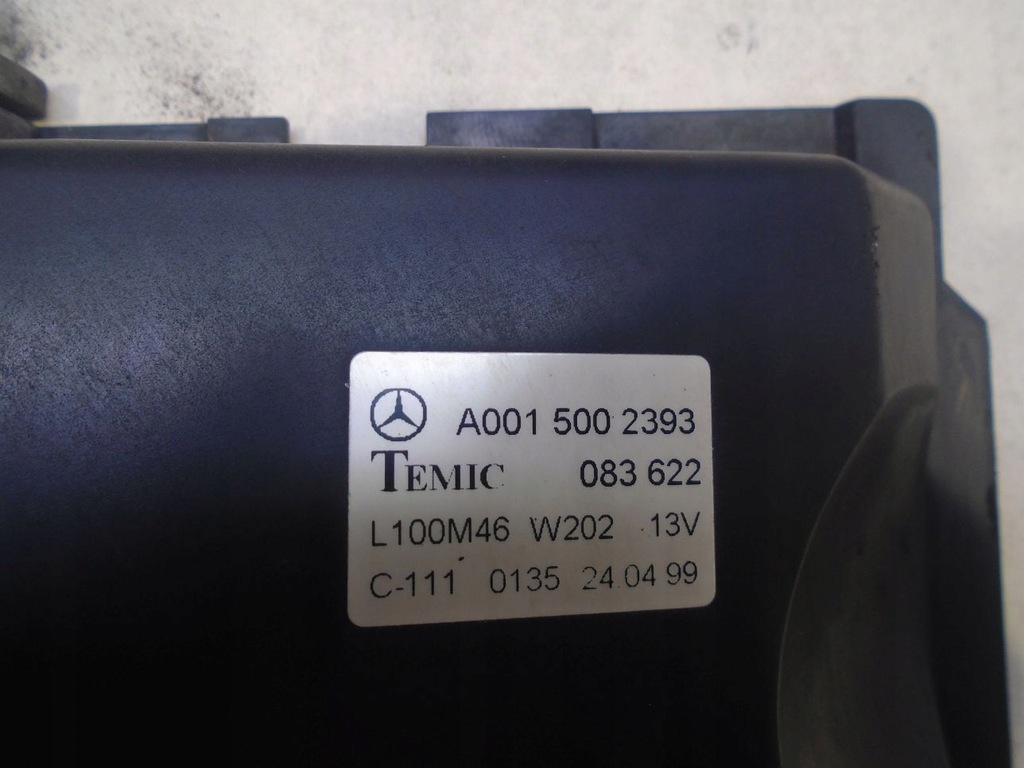 A001 500 2393
TEMIC 083 622
L100M46 W202 13V
C-111 0135 24.04 99